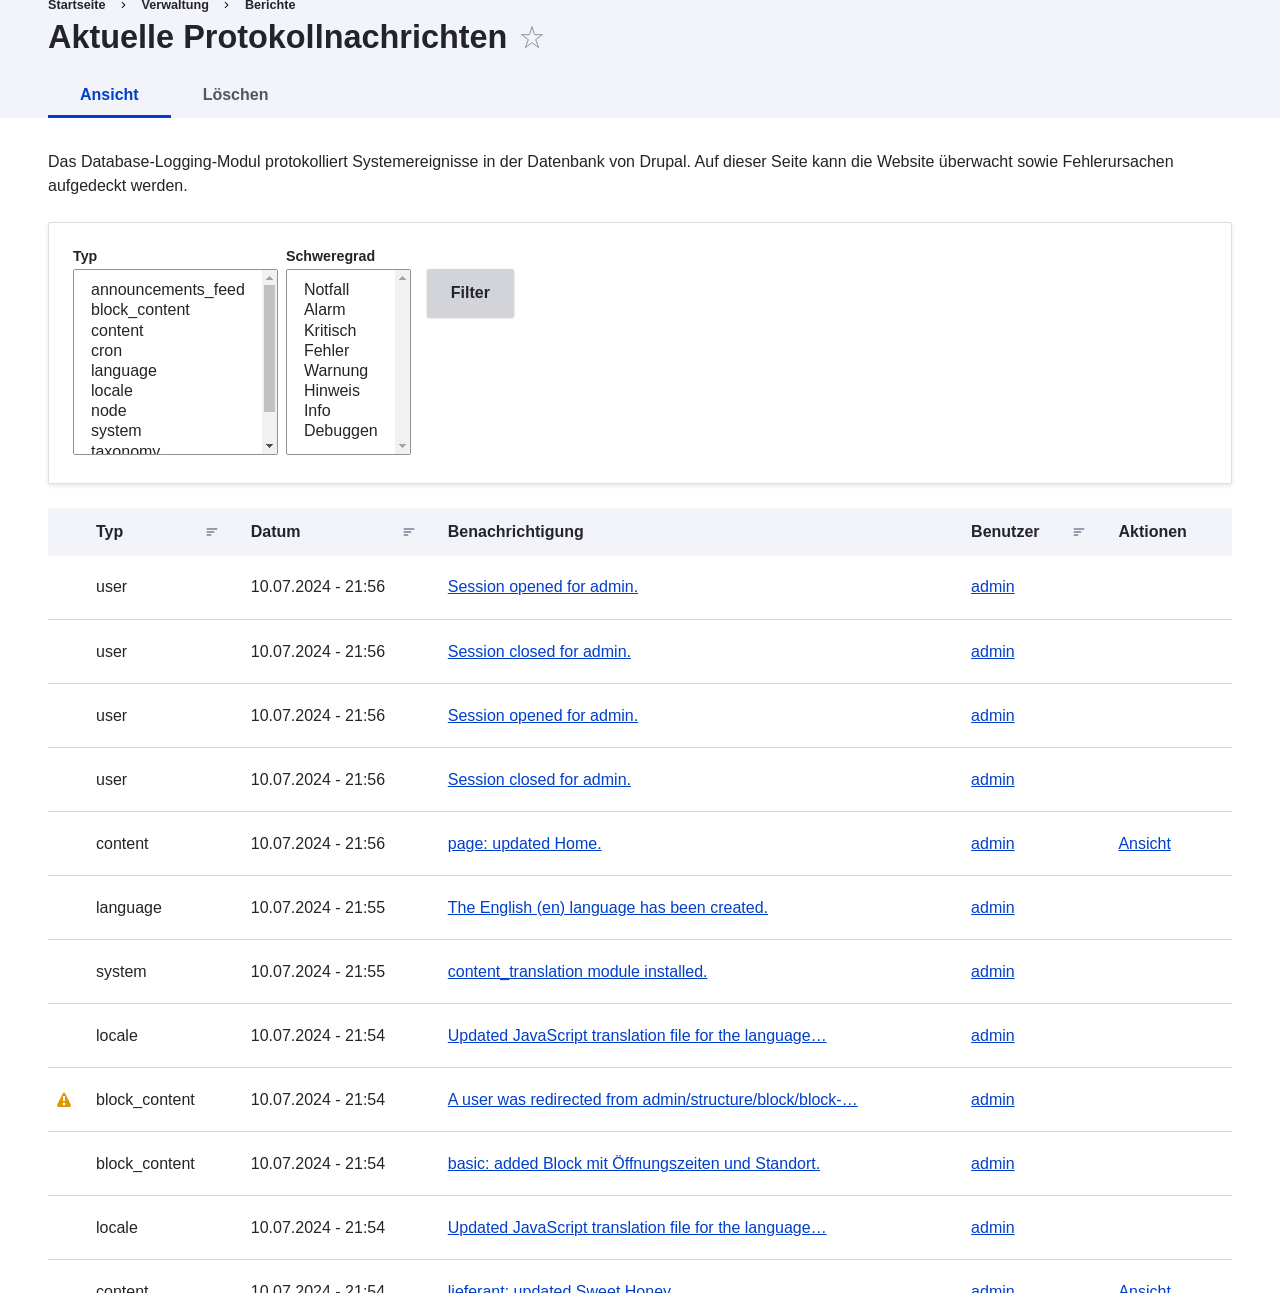 Startseite Verwaltung Berichte
Aktuelle Protokollnachrichten
Ansicht Löschen
Das Database-Logging-Modul protokolliert Systemereignisse in der Datenbank von Drupal. Auf dieser Seite kann die Website überwacht sowie Fehlerursachen
aufgedeckt werden.
Typ Schweregrad
announcements_feed Notfall Filter
block_content Alarm
content Kritisch
cron Fehler
language Warnung
locale Hinweis
node Info
system Debuggen
taxonomy
Typ Datum Benachrichtigung Benutzer Aktionen
user 10.07.2024 - 21:56 Session opened for admin. admin
user 10.07.2024 - 21:56 Session closed for admin. admin
user 10.07.2024 - 21:56 Session opened for admin. admin
user 10.07.2024 - 21:56 Session closed for admin. admin
content 10.07.2024 - 21:56 page: updated Home. admin Ansicht
language 10.07.2024 - 21:55 The English (en) language has been created. admin
system 10.07.2024 - 21:55 content_translation module installed. admin
locale 10.07.2024 - 21:54 Updated JavaScript translation file for the language… admin
block_content 10.07.2024 - 21:54 A user was redirected from admin/structure/block/block-… admin
block_content 10.07.2024 - 21:54 basic: added Block mit Öffnungszeiten und Standort. admin
locale 10.07.2024 - 21:54 Updated JavaScript translation file for the language… admin
content 10.07.2024 - 21:54 lieferant: updated Sweet Honey. admin Ansicht